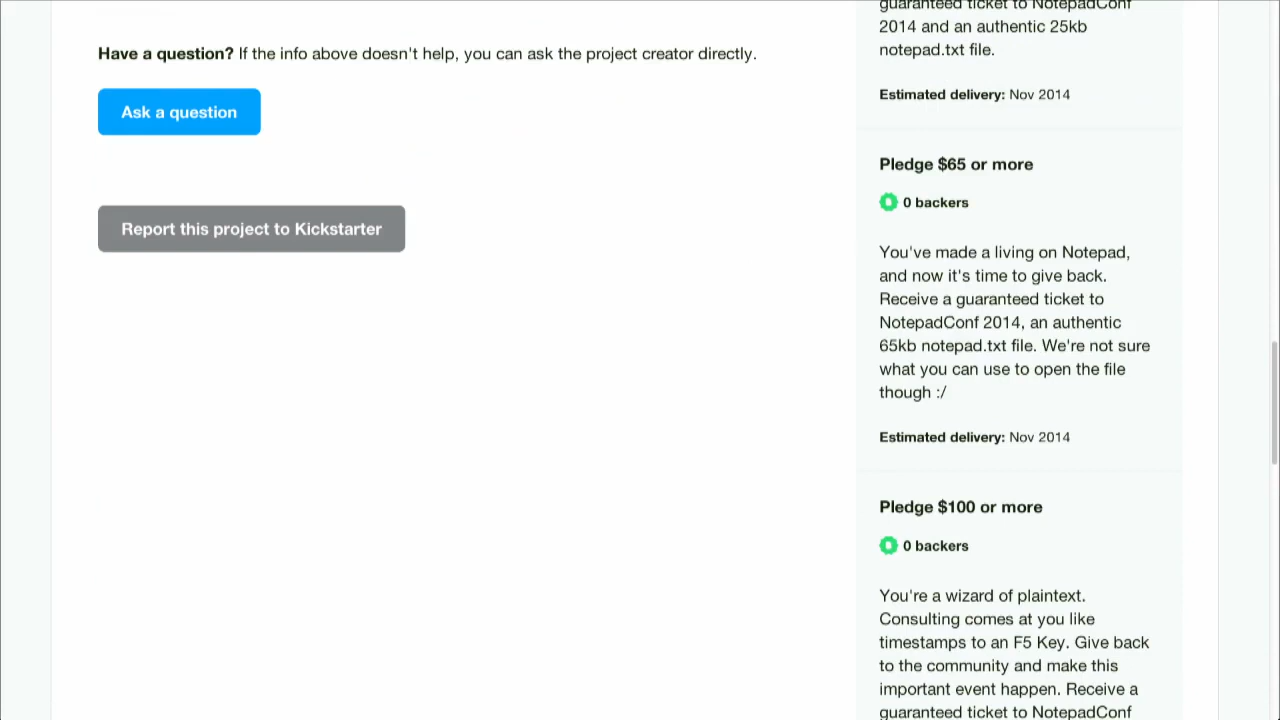 Have a question? If the info above doesn't help, you can ask the project creator directly.
Ask a question
Report this project to Kickstarter
guaranteed ticket to NotepadConf
2014 and an authentic 25kb
notepad.txt file.
Estimated delivery: Nov 2014
Pledge $65 or more
0 backers
You've made a living on Notepad,
and now it's time to give back.
Receive a guaranteed ticket to
NotepadConf 2014, an authentic
65kb notepad.txt file. We're not sure
what you can use to open the file
though :/
Estimated delivery: Nov 2014
Pledge $100 or more
0 backers
You're a wizard of plaintext.
Consulting comes at you like
timestamps to an F5 Key. Give back
to the community and make this
important event happen. Receive a
guaranteed ticket to NotepadConf